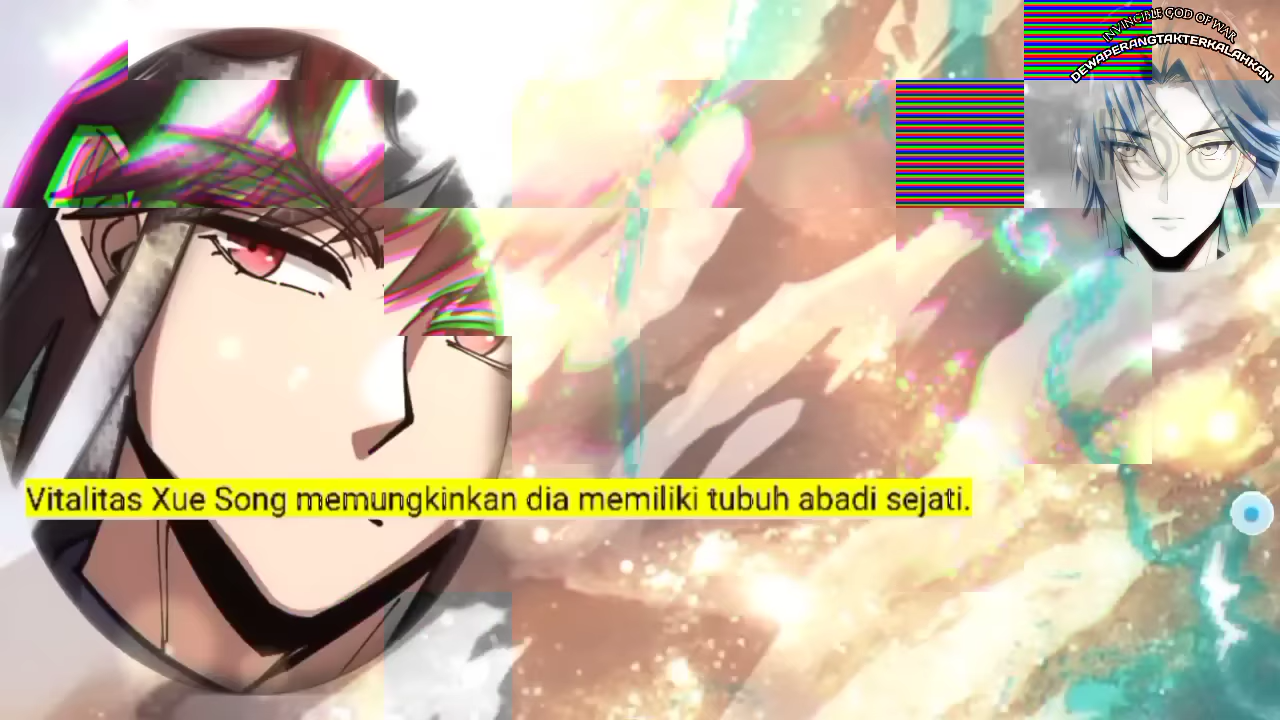 INVINCIBLE GOD OF WAR
DEWAPERANGTAKTERKALAHKAN
Vitalitas Xue Song memungkinkan dia memiliki tubuh abadi sejati.